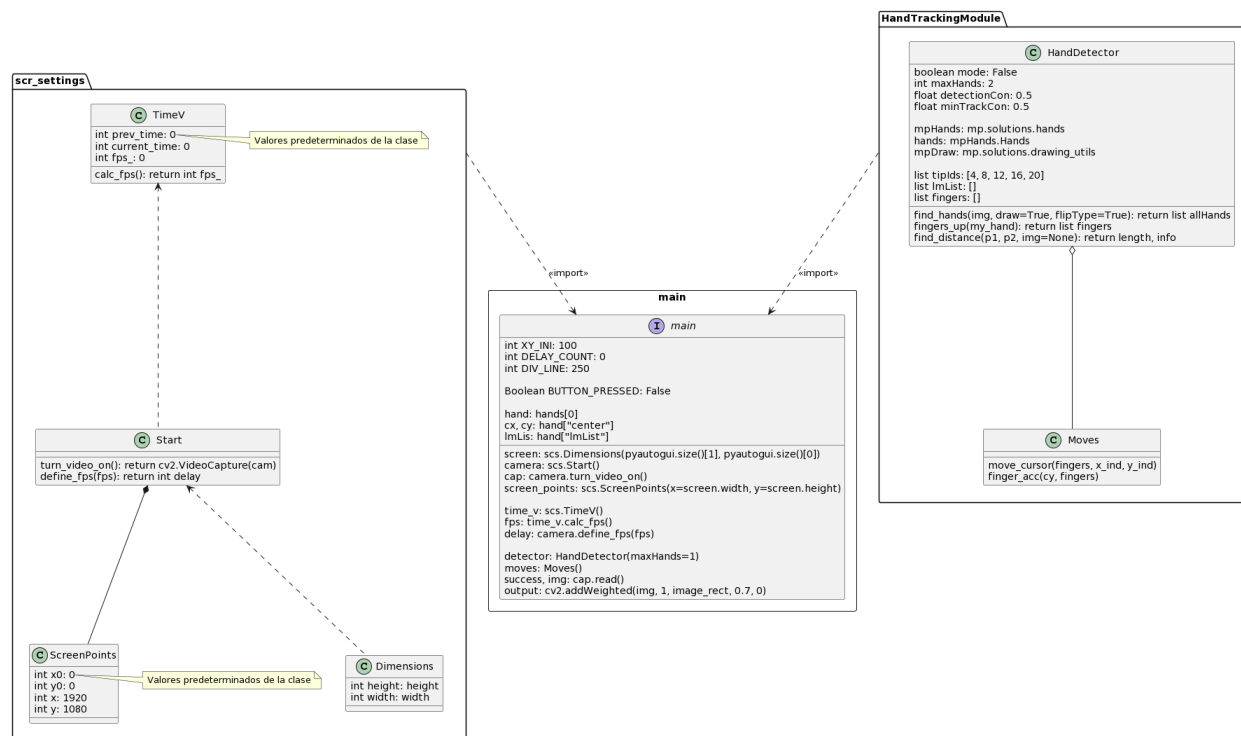 scr_settings
C TimeV
int prev_time: 0
int current_time: 0
int fps_: 0
calc_fps(): return int fps_
Valores predeterminados de la clase
C Start
turn_video_on(): return cv2.VideoCapture(cam)
define_fps(fps): return int delay
C ScreenPoints
int x0: 0
int y0: 0
int x: 1920
int y: 1080
Valores predeterminados de la clase
C Dimensions
int height: height
int width: width
«import»
«import»
main
I main
int XY_INI: 100
int DELAY_COUNT: 0
int DIV_LINE: 250
Boolean BUTTON_PRESSED: False
hand: hands[0]
cx, cy: hand["center"]
lmLis: hand["lmList"]
screen: scs.Dimensions(pyautogui.size()[1], pyautogui.size()[0])
camera: scs.Start()
cap: camera.turn_video_on()
screen_points: scs.ScreenPoints(x=screen.width, y=screen.height)
time_v: scs.TimeV()
fps: time_v.calc_fps()
delay: camera.define_fps(fps)
detector: HandDetector(maxHands=1)
moves: Moves()
success, img: cap.read()
output: cv2.addWeighted(img, 1, image_rect, 0.7, 0)
HandTrackingModule
C HandDetector
boolean mode: False
int maxHands: 2
float detectionCon: 0.5
float minTrackCon: 0.5
mpHands: mp.solutions.hands
hands: mpHands.Hands
mpDraw: mp.solutions.drawing_utils
list tipIds: [4, 8, 12, 16, 20]
list lmList: []
list fingers: []
find_hands(img, draw=True, flipType=True): return list allHands
fingers_up(my_hand): return list fingers
find_distance(p1, p2, img=None): return length, info
C Moves
move_cursor(fingers, x_ind, y_ind)
finger_acc(cy, fingers)